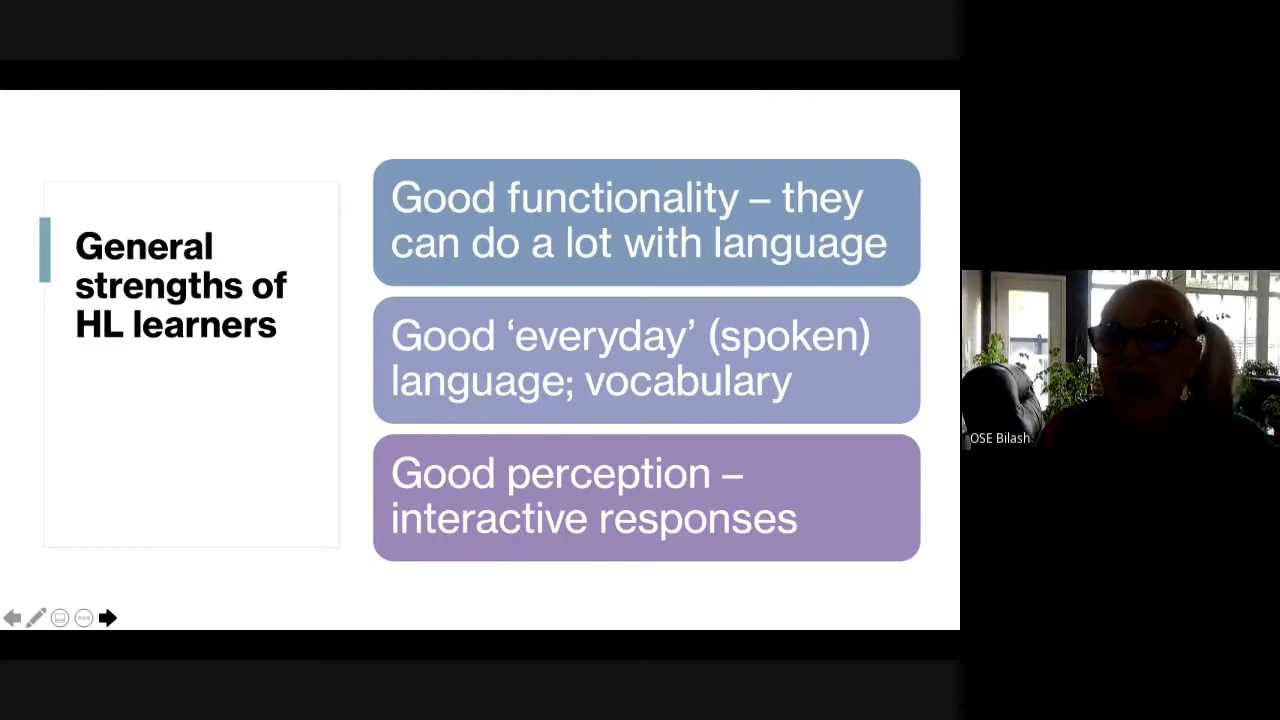 General
strengths of
HL learners
Good functionality – they
can do a lot with language
Good ‘everyday’ (spoken)
language; vocabulary
Good perception –
interactive responses
OSE Bilash